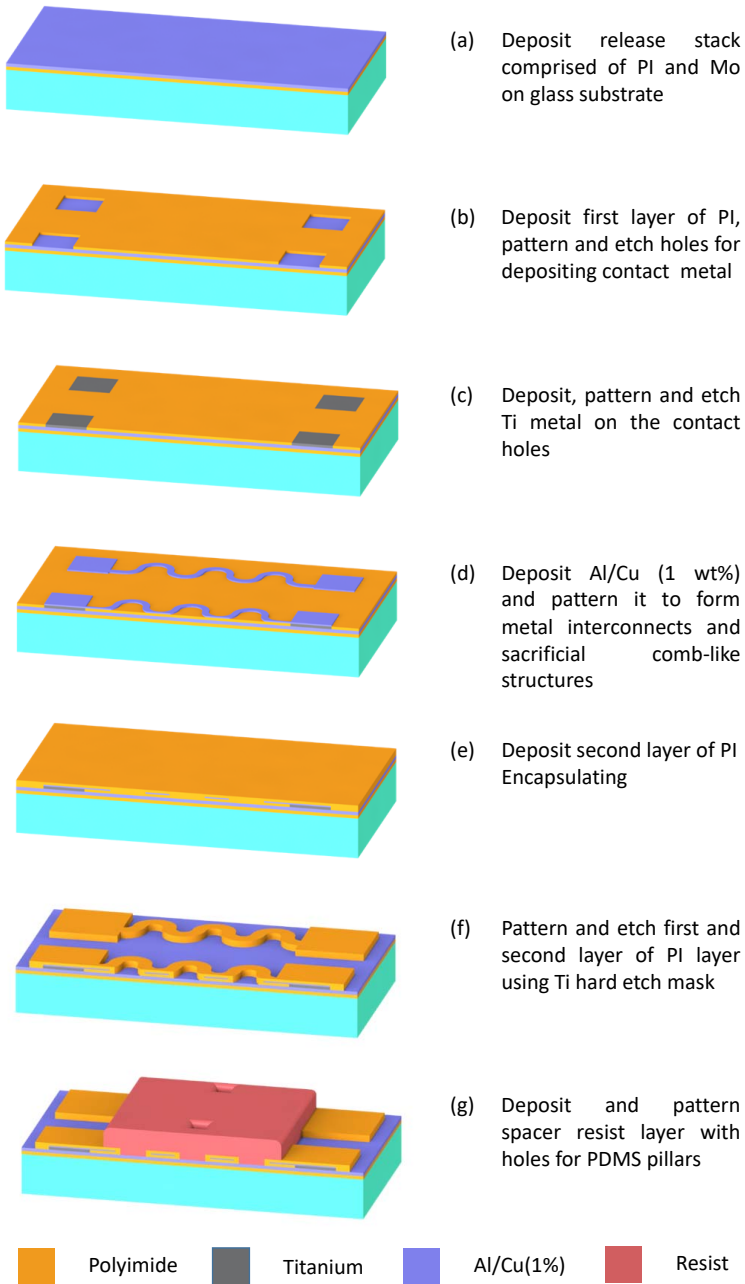 (a) Deposit release stack
comprised of PI and Mo
on glass substrate
(b) Deposit first layer of PI,
pattern and etch holes for
depositing contact metal
(c) Deposit, pattern and etch
Ti metal on the contact
holes
(d) Deposit Al/Cu (1 wt%)
and pattern it to form
metal interconnects and
sacrificial comb-like
structures
(e) Deposit second layer of PI
Encapsulating
(f) Pattern and etch first and
second layer of PI layer
using Ti hard etch mask
(g) Deposit and pattern
spacer resist layer with
holes for PDMS pillars
Polyimide Titanium Al/Cu(1%) Resist